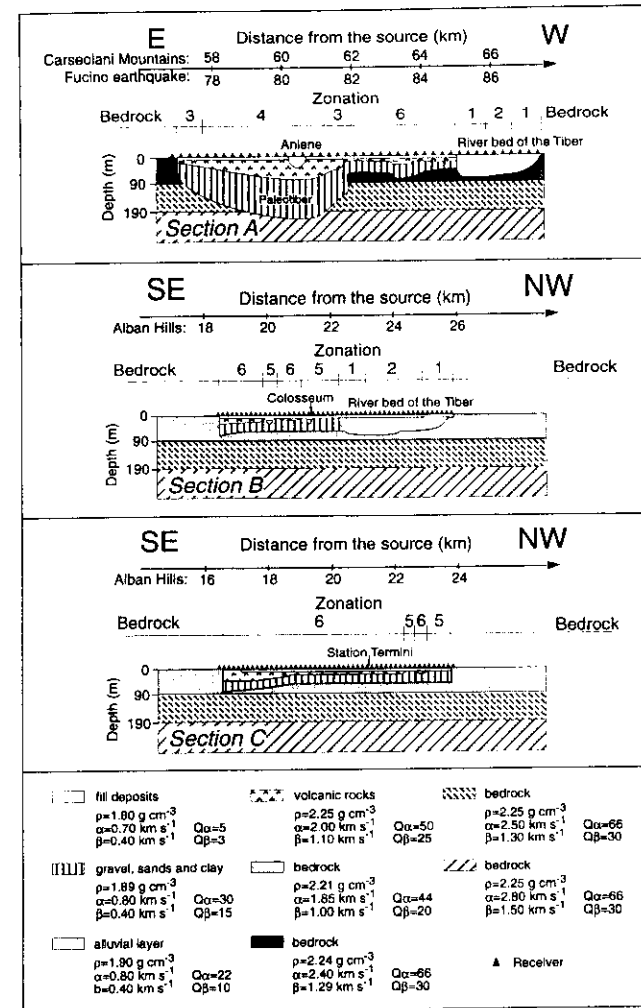 E Distance from the source (km) W
Carseolani Mountains: 58 60 62 64 66
Fucino earthquake: 78 80 82 84 86
Zonation
Bedrock 3 4 3 6 1 2 1 Bedrock
Aniene River bed of the Tiber
Depth (m)
0
90
190
Paleotiber
Section A
SE Distance from the source (km) NW
Alban Hills: 18 20 22 24 26
Zonation
Bedrock 6 5 6 5 1 2 1 Bedrock
Colosseum River bed of the Tiber
Depth (m)
0
90
190
Section B
SE Distance from the source (km) NW
Alban Hills: 16 18 20 22 24
Zonation
Bedrock 6 5 6 5 Bedrock
Station Termini
Depth (m)
0
90
190
Section C
fill deposits
ρ=1.80 g cm-3
α=0.70 km s-1 Qα=5
β=0.40 km s-1 Qβ=3
volcanic rocks
ρ=2.25 g cm-3
α=2.00 km s-1 Qα=50
β=1.10 km s-1 Qβ=25
bedrock
ρ=2.25 g cm-3
α=2.50 km s-1 Qα=66
β=1.30 km s-1 Qβ=30
gravel, sands and clay
ρ=1.89 g cm-3
α=0.80 km s-1 Qα=30
β=0.40 km s-1 Qβ=15
bedrock
ρ=2.21 g cm-3
α=1.85 km s-1 Qα=44
β=1.00 km s-1 Qβ=20
bedrock
ρ=2.25 g cm-3
α=2.80 km s-1 Qα=66
β=1.50 km s-1 Qβ=30
alluvial layer
ρ=1.90 g cm-3
α=0.80 km s-1 Qα=22
b=0.40 km s-1 Qβ=10
bedrock
ρ=2.24 g cm-3
α=2.40 km s-1 Qα=66
β=1.29 km s-1 Qβ=30
Receiver